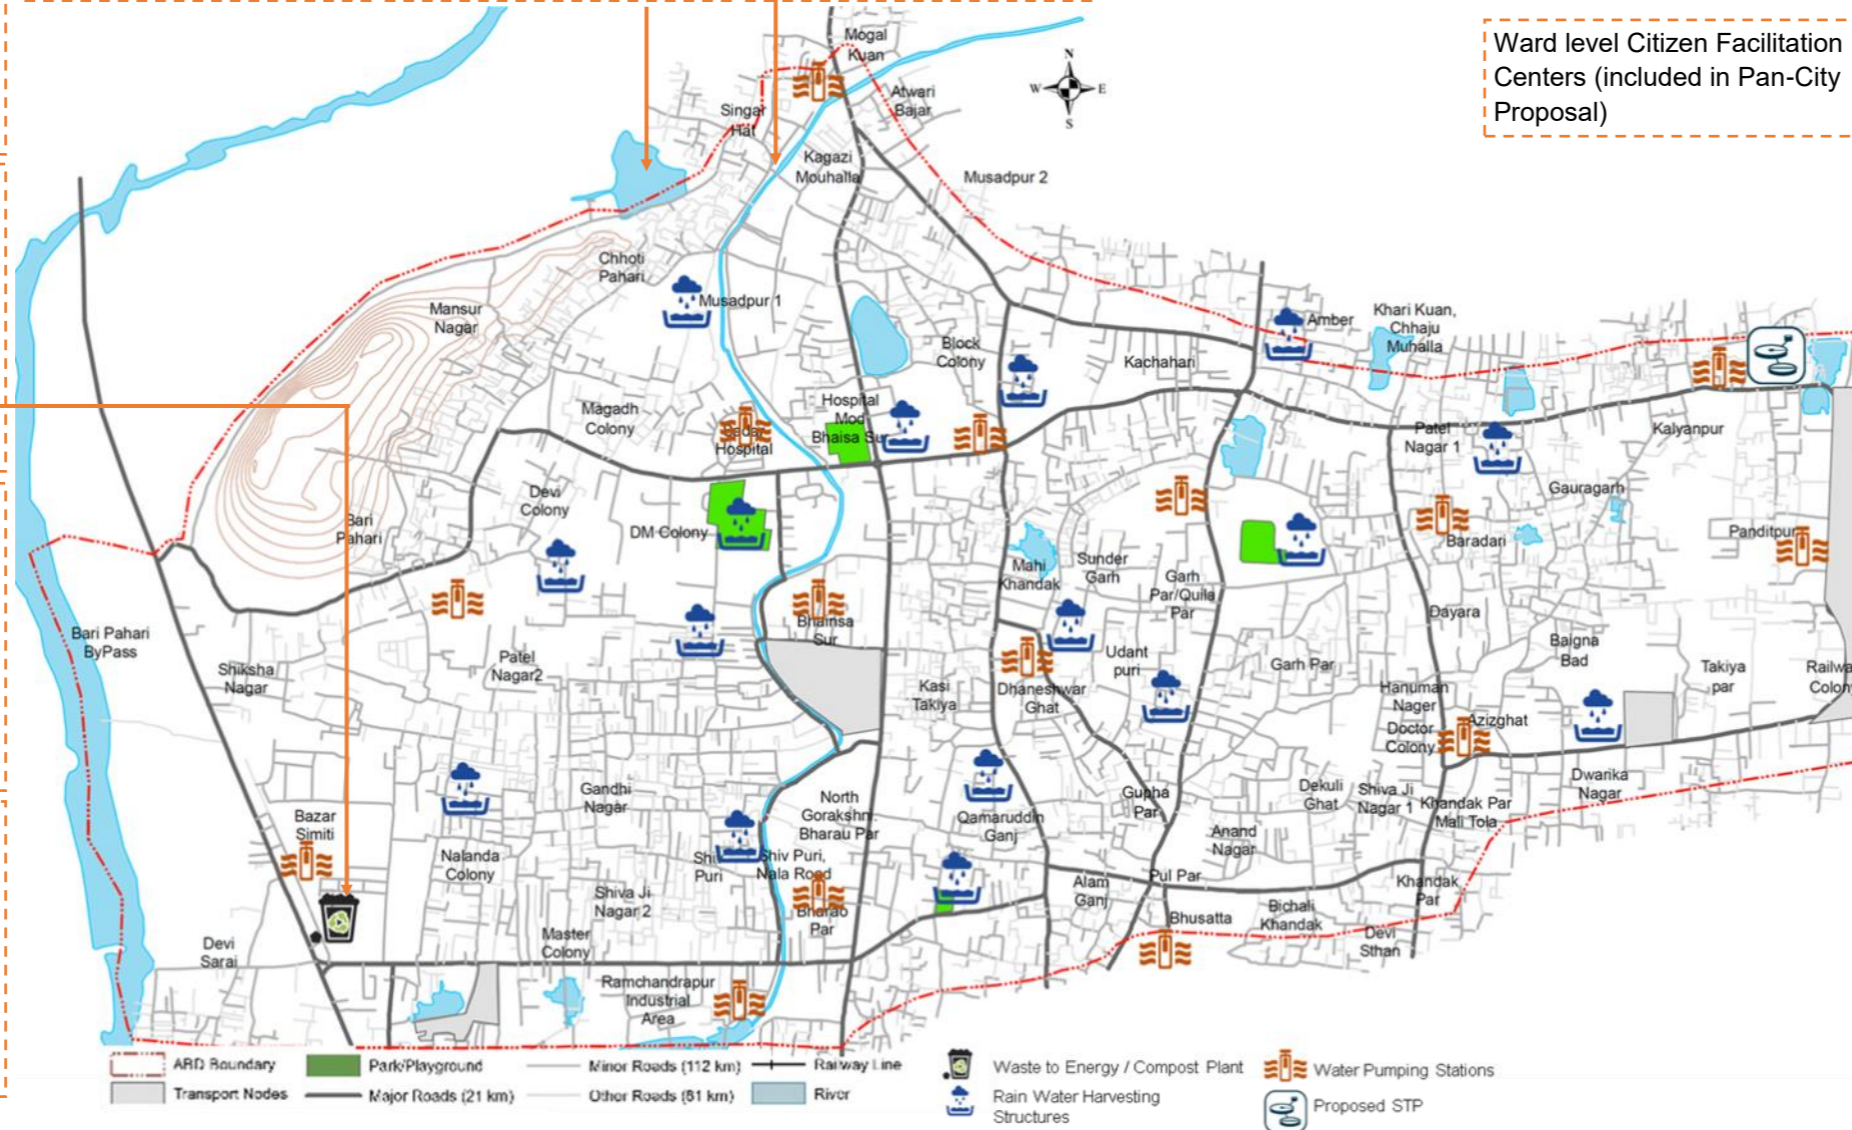 Ward level Citizen Facilitation
Centers (included in Pan-City
Proposal)
Mogal
Kuan
N
W
E
S
Atwari
Bajar
Singar
Hat
Kagazi
Mouhalla
Musadpur 2
Chhoti
Pahari
Musadpur 1
Mansur
Nagar
Block
Colony
Kachahari
Amber
Khari Kuan,
Chhaju
Muhalla
Magadh
Colony
Hospital
Mod
Bhaisa Sur
Hospital
Patel
Nagar 1
Kalyanpur
Devi
Colony
DM Colony
Bari
Pahari
Gauragarh
Baradari
Panditpur
Mahi
Khandak
Sunder
Garh
Garh
Par/Quila
Par
Dayara
Bari Pahari
ByPass
Shiksha
Nagar
Patel
Nagar2
Bhainsa
Sur
Kasi
Takiya
Dhaneshwar
Ghat
Udant
puri
Garh Par
Baigna
Bad
Takiya
par
Railwa
Colon
Hanuman
Nager
Doctor
Colony
Azizghat
Gandhi
Nagar
North
Gorakshni
Bharau Par
Qamaruddin
Ganj
Gupha
Par
Dekuli
Ghat
Shiva Ji
Nagar 1
Khandak Par
Mali Tola
Dwarika
Nagar
Bazar
Simiti
Nalanda
Colony
Shi
Puri
Shiv Puri,
Nala Road
Anand
Nagar
Shiva Ji
Nagar 2
Bharao
Par
Alam
Ganj
Pul Par
Khandak
Par
Bhusatta
Bichali
Khandak
Devi
Sthan
Devi
Sarai
Master
Colony
Ramchandrapur
Industrial
Area
ABD Boundary
Park/Playground
Minor Roads (112 km)
Railway Line
Transport Nodes
Major Roads (21 km)
Other Roads (61 km)
River
Waste to Energy / Compost Plant
Water Pumping Stations
Rain Water Harvesting
Structures
Proposed STP